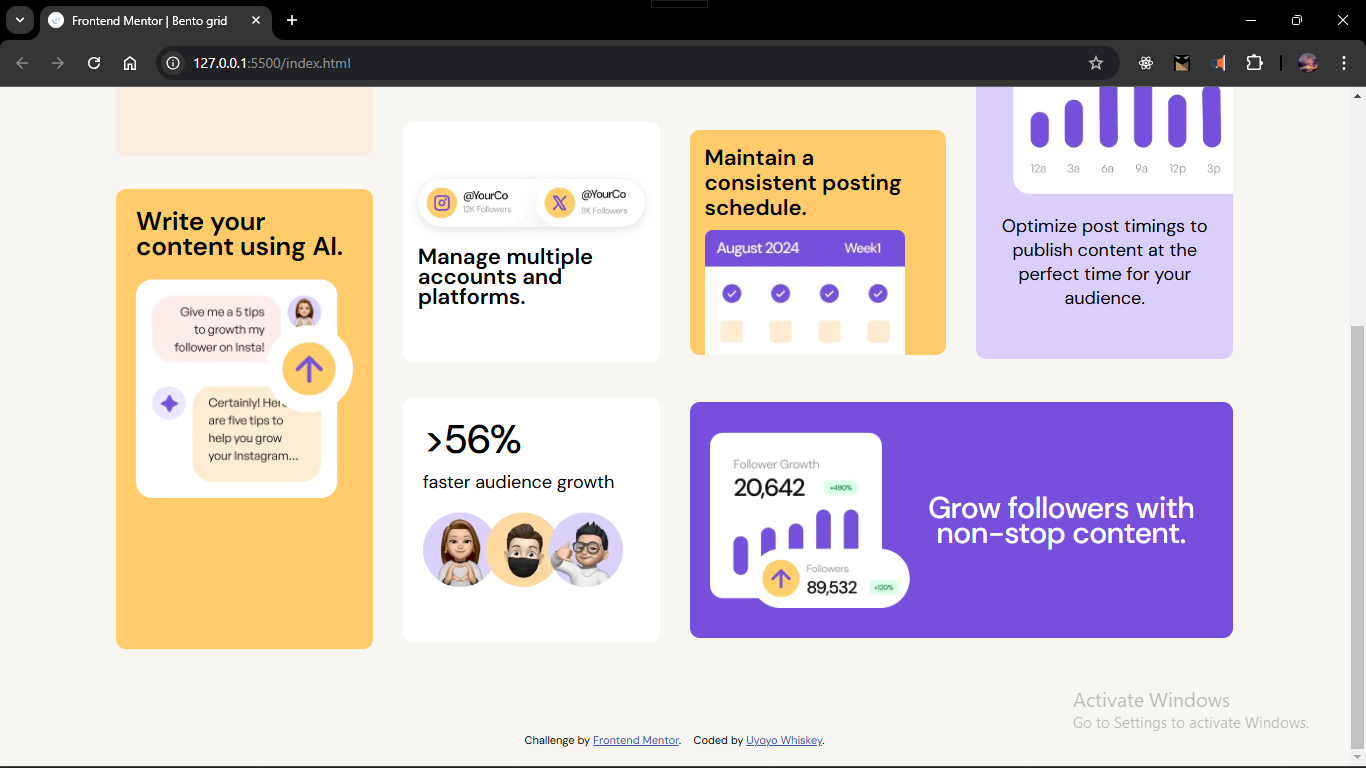 Frontend Mentor | Bento grid
127.0.0.1:5500/index.html
Write your
content using AI.
Give me a 5 tips
to growth my
follower on Insta!
Certainly! Here
are five tips to
help you grow
your Instagram...
@YourCo
12K Followers
@YourCo
8K Followers
Manage multiple
accounts and
platforms.
>56%
faster audience growth
Maintain a
consistent posting
schedule.
August 2024
Week1
12a 3a 6a 9a 12p 3p
Optimize post timings to
publish content at the
perfect time for your
audience.
Follower Growth
20,642
+490%
Followers
89,532
+120%
Grow followers with
non-stop content.
Activate Windows
Go to Settings to activate Windows.
Challenge by Frontend Mentor. Coded by Uyoyo Whiskey.